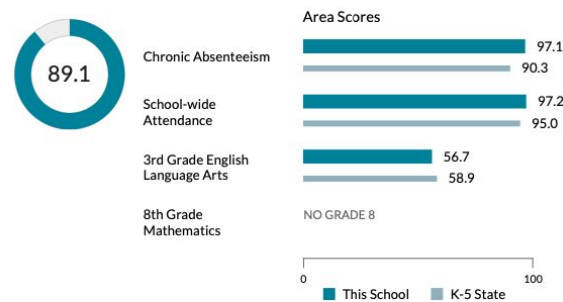 Area Scores
89.1
Chronic Absenteeism
97.1
90.3
School-wide
Attendance
97.2
95.0
3rd Grade English
Language Arts
56.7
58.9
8th Grade
Mathematics
NO GRADE 8
0
100
This School
K-5 State